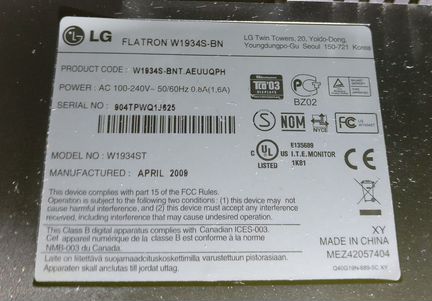 LG FLATRON W1934S-BN
LG Twin Towers, 20, Yoido-Dong,
Youngdungpo-Gu Seoul 150-721 Korea
PRODUCT CODE : W1934S-BNT.AEUUQPH
POWER : AC 100-240V~ 50/60Hz 0.8A(1.6A)
SERIAL NO : 904TPWQ1J625
TCO'03
BZ02
S NOM NYCE FC
C UL US LISTED
E135689
I.T.E.MONITOR
1K81
MODEL NO : W1934ST
MANUFACTURED : APRIL 2009
This device complies with part 15 of the FCC Rules.
Operation is subject to the following two conditions: (1) this device may not
cause harmful interference, and (2) this device must accept any interference
received, including interference that may cause undesired operation.
This Class B digital apparatus complies with Canadian ICES-003.
Cet appareil numérique de la classe B est conforme à la norme
NMB-003 du Canada.
Laite on liitettävä suojamaadoituskoskettimilla varustettuun pistorasiaan.
Apparaten skall anslutas till jordat uttag.
XY
MADE IN CHINA
MEZ42057404